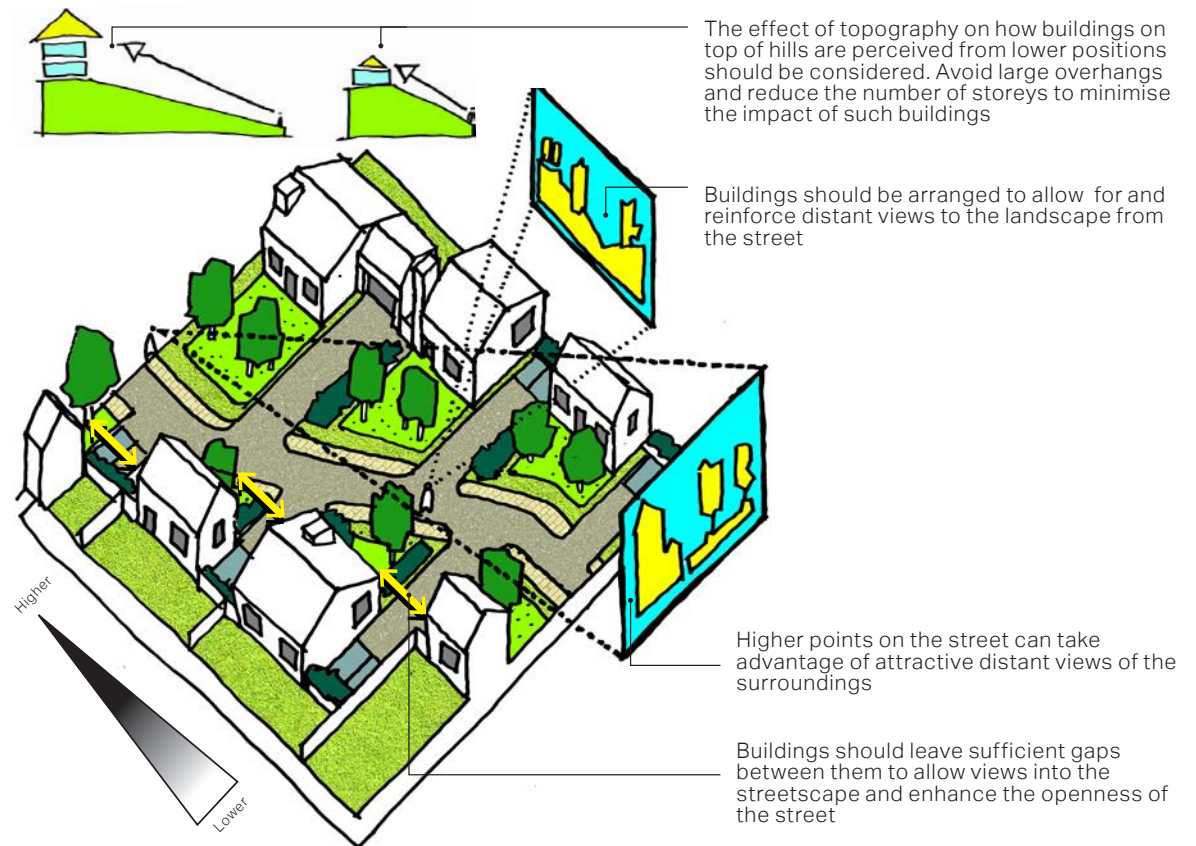 The effect of topography on how buildings on
top of hills are perceived from lower positions
should be considered. Avoid large overhangs
and reduce the number of storeys to minimise
the impact of such buildings
Buildings should be arranged to allow  for and
reinforce distant views to the landscape from
the street
Higher
Lower
Higher points on the street can take
advantage of attractive distant views of the
surroundings
Buildings should leave sufficient gaps
between them to allow views into the
streetscape and enhance the openness of
the street